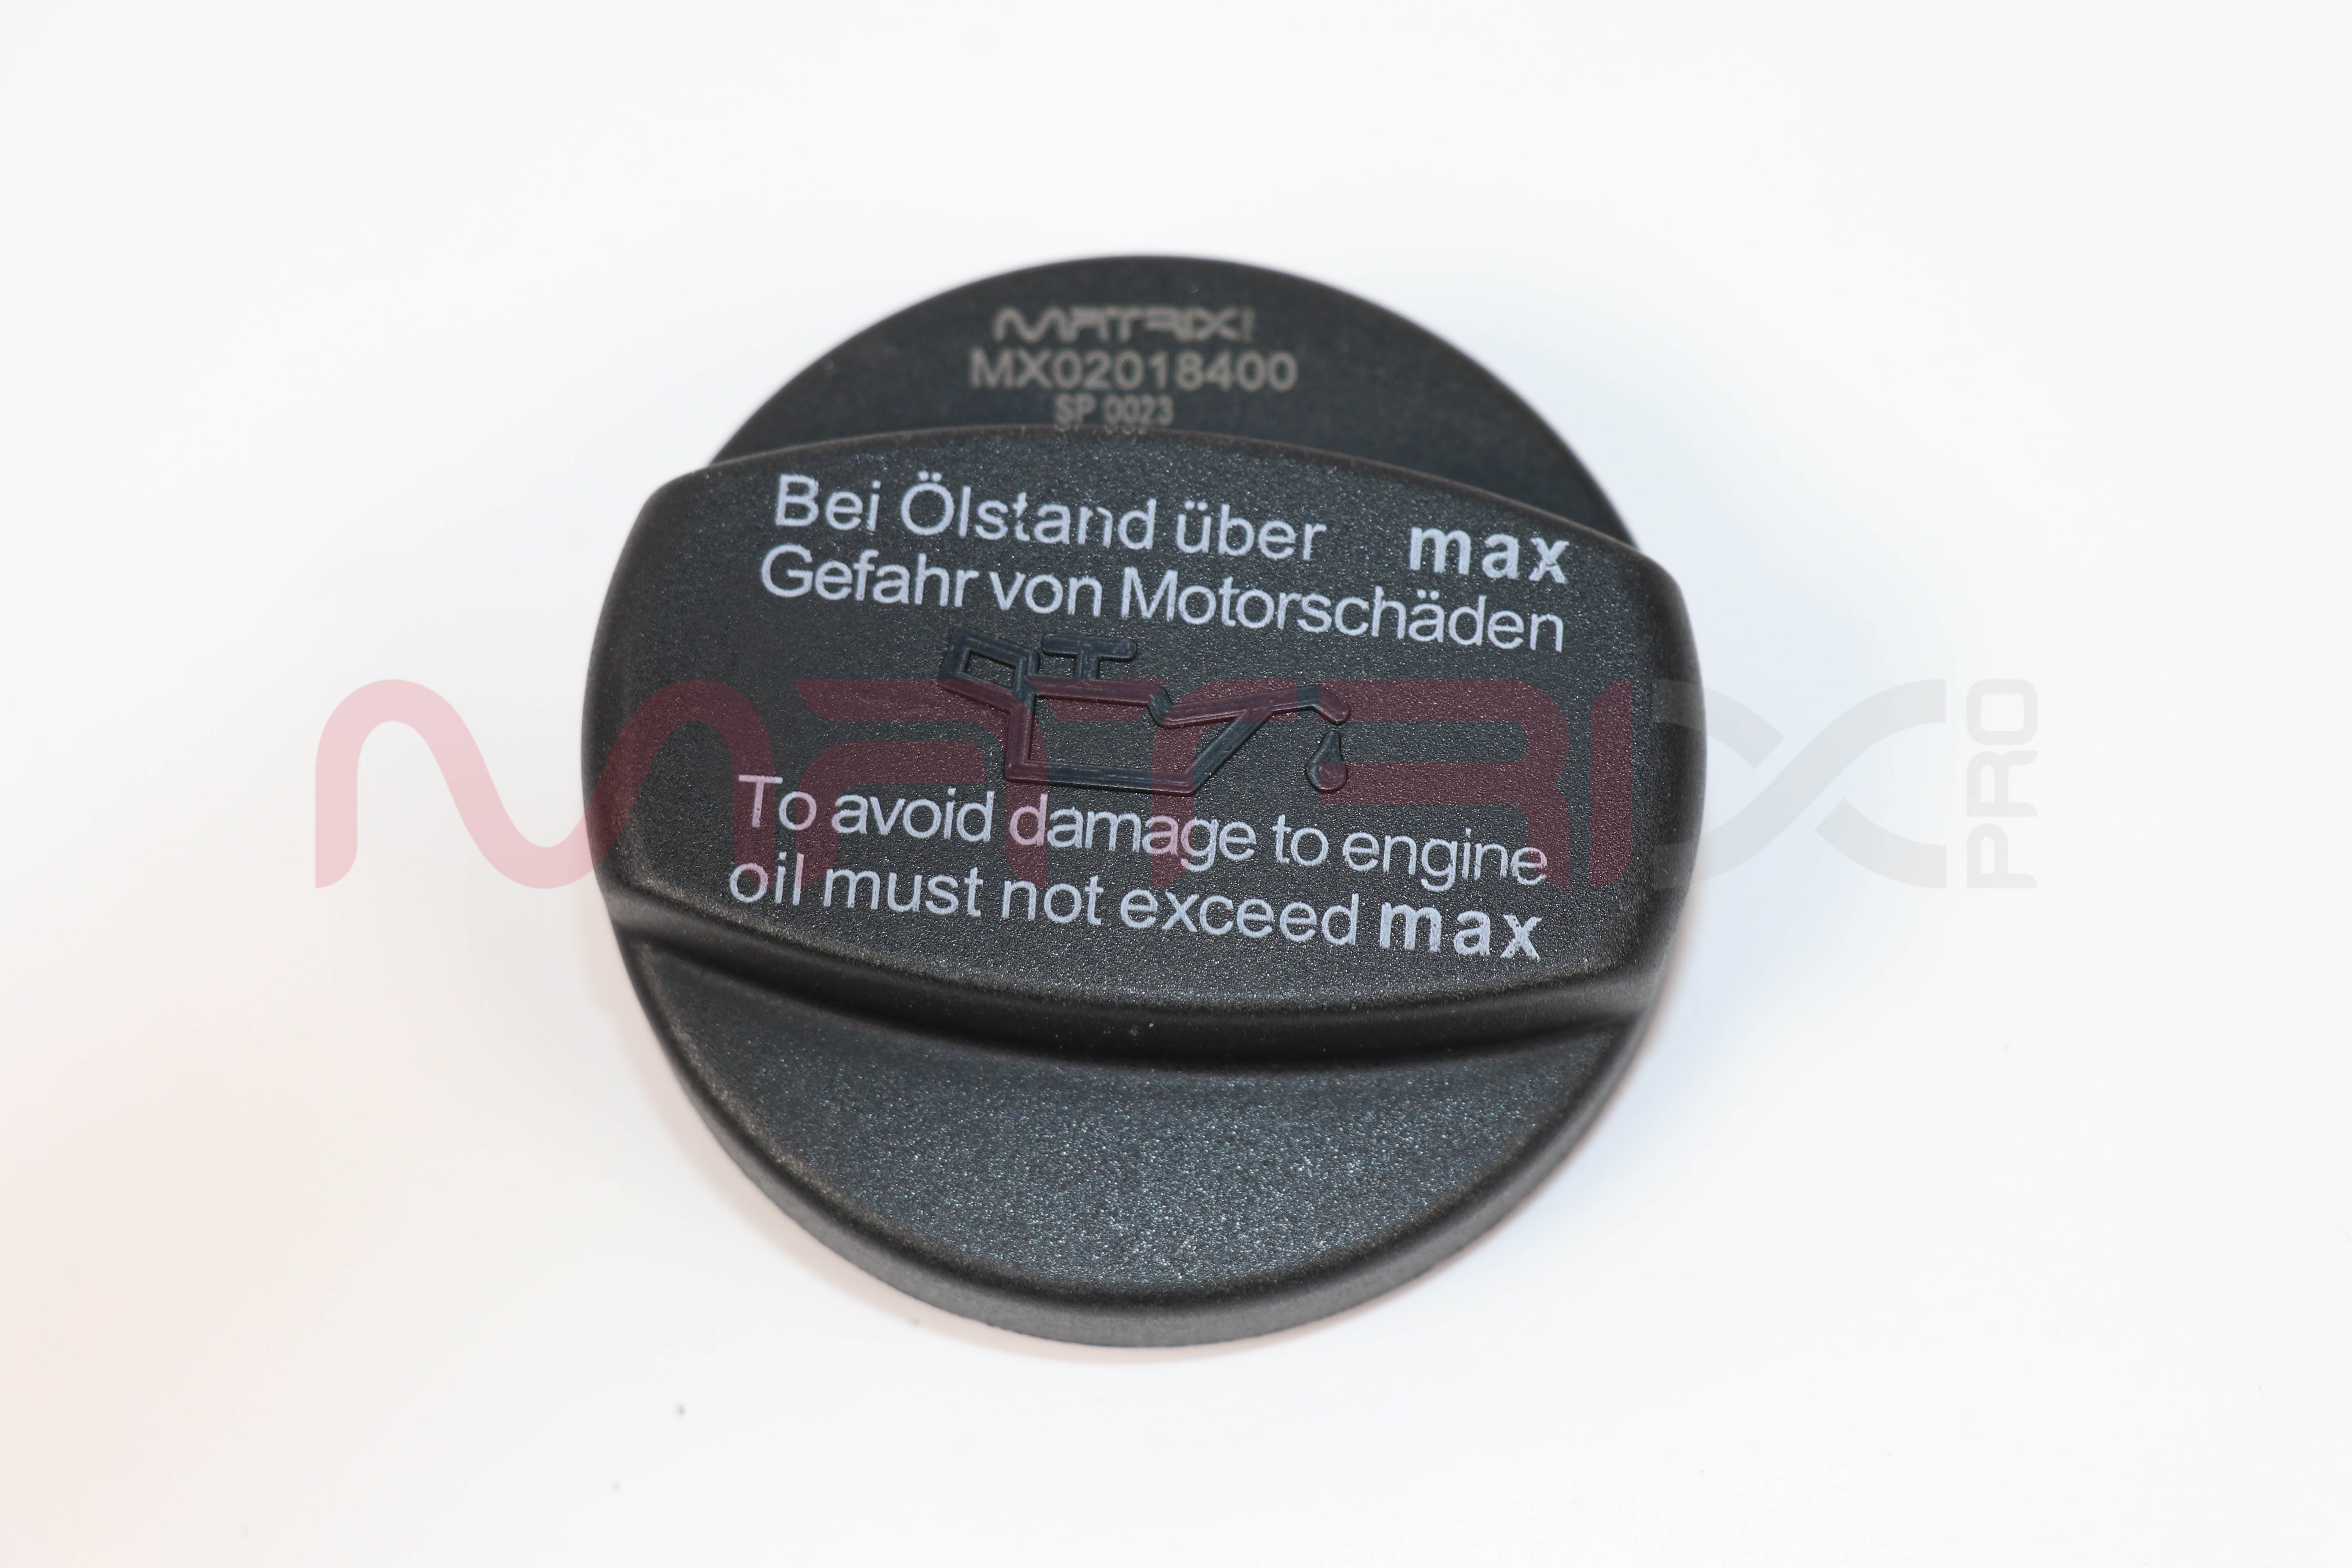 MATRIX
MX02018400
SP 0023
Bei Ölstand über max
Gefahr von Motorschäden
MATRIX PRO
To avoid damage to engine
oil must not exceed max